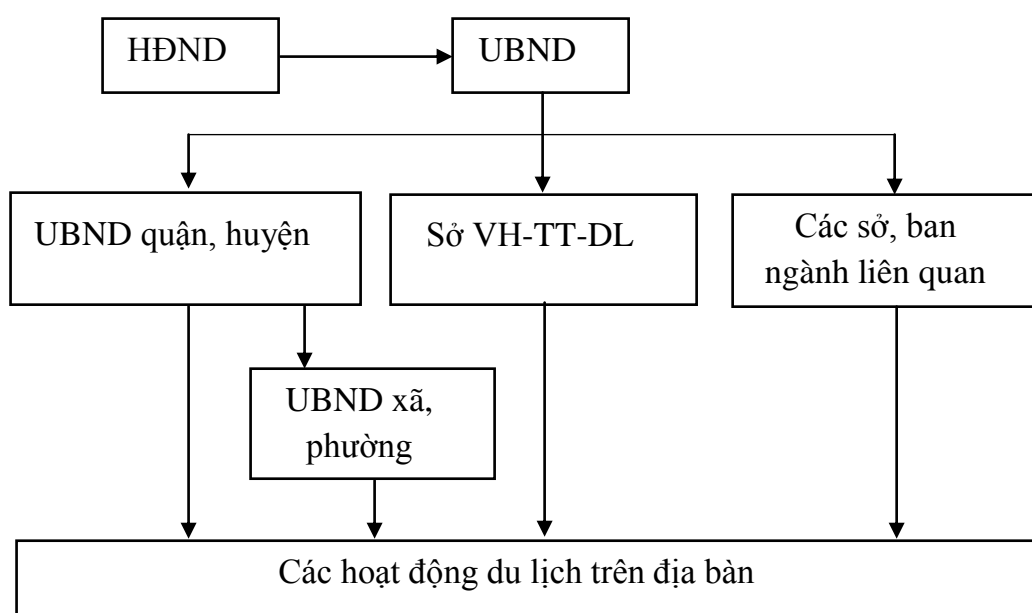 HĐND
UBND
UBND quận, huyện
Sở VH-TT-DL
Các sở, ban
ngành liên quan
UBND xã,
phường
Các hoạt động du lịch trên địa bàn